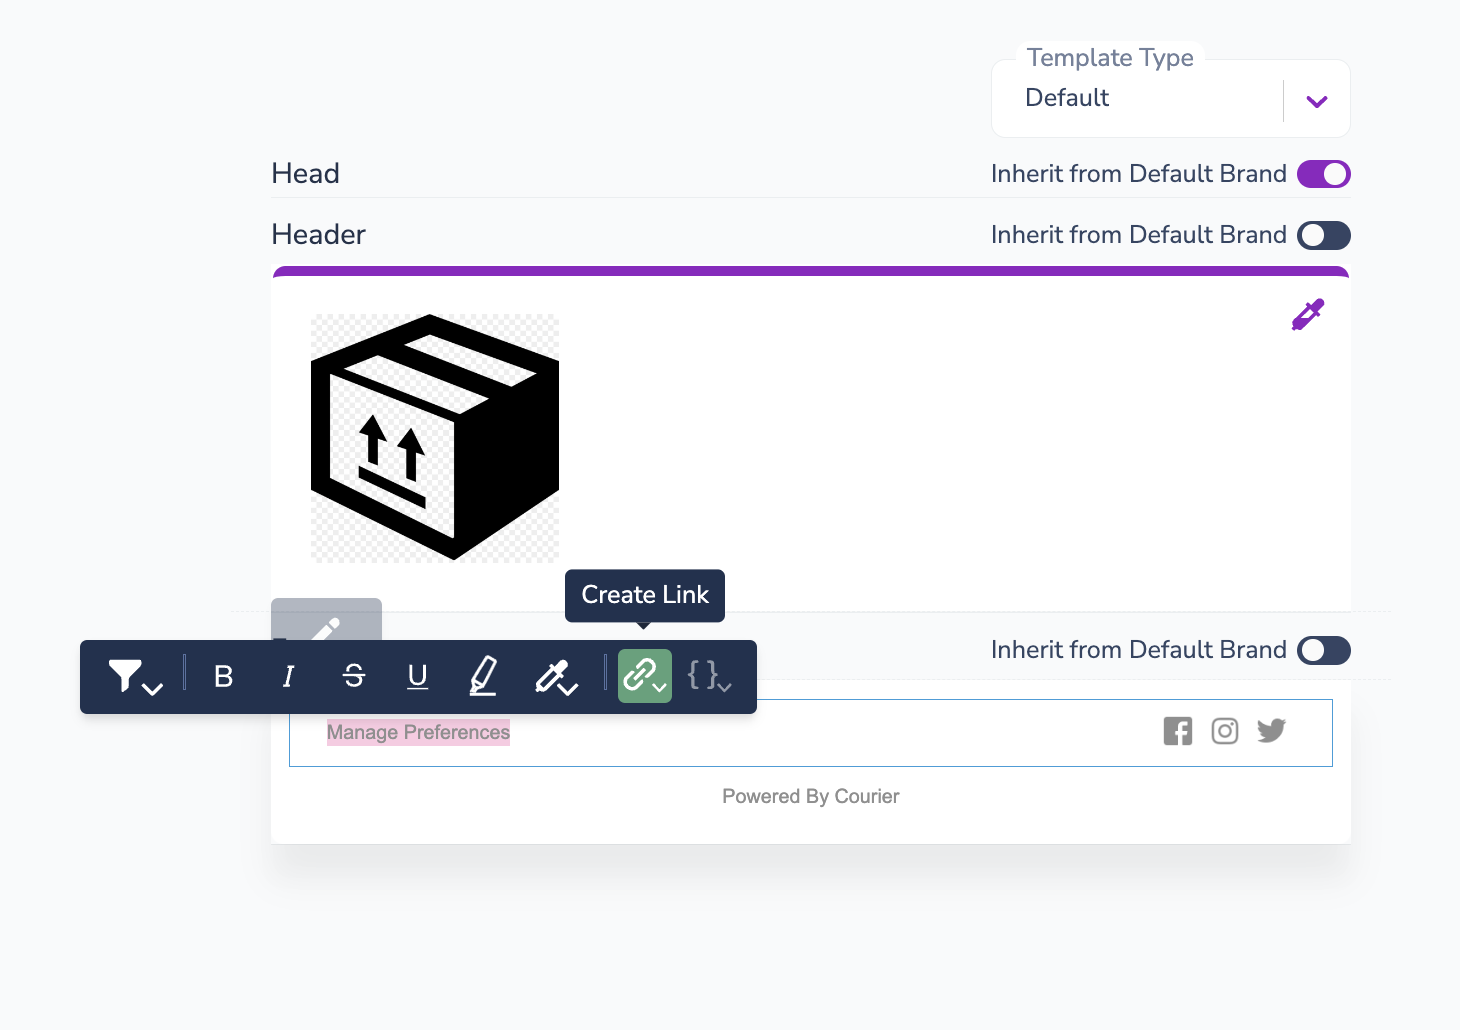 Template Type
Default
Head
Inherit from Default Brand
Header
Inherit from Default Brand
Create Link
Inherit from Default Brand
B I S U { }
Manage Preferences
Powered By Courier